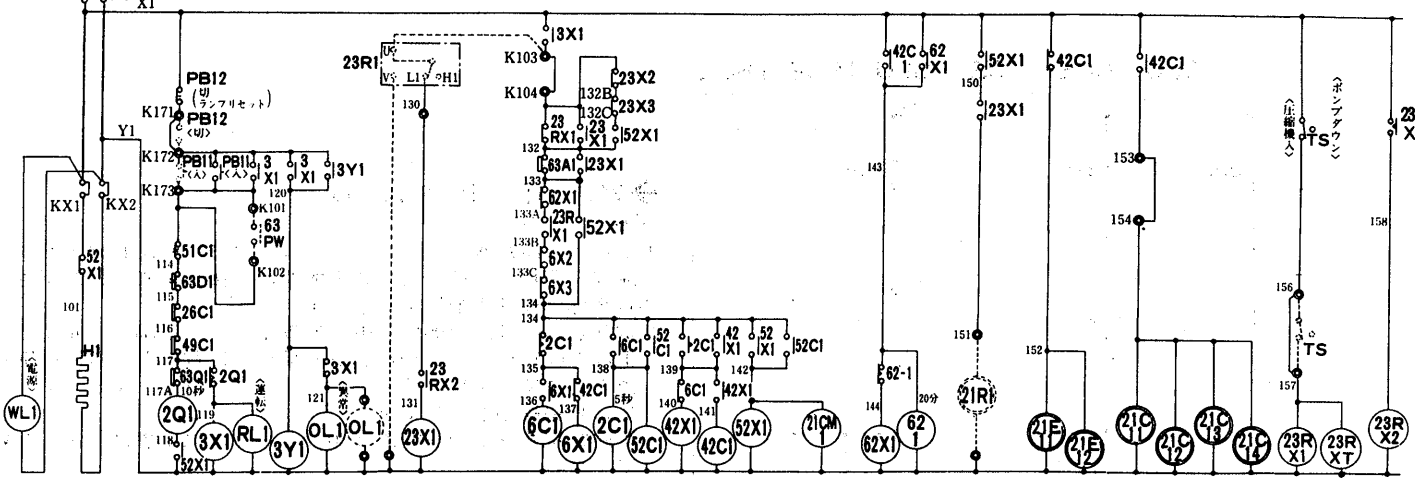 X1
PB12
(切
ランプリセット)
K171
PB12
〈切〉
Y1
K172
PB11
〈入〉
PB11
〈入〉
3
X1
3
X1
3Y1
120
K173
KX1
KX2
K101
63
PW
K102
52
X1
101
H1
〈電源〉
WL1
51C1
114
63D1
115
26C1
116
49C1
117
63Q1
117A
10秒
2Q1
2Q1
118
52X1
119
3X1
〈運転〉
RL1
3Y1
3X1
121
〈異常〉
OL1
OL1
23R1
U
V
L1
H1
130
23
RX2
131
23X1
3X1
K103
K104
23X2
132B
23X3
132C
52X1
23
RX1
23
X1
132
63A1
23X1
133
62X1
133A
23R
X1
52X1
133B
6X2
133C
6X3
134
134
2C1
135
6X1
42C1
136
137
6C1
6X1
6C1
52
C1
138
5秒
2C1
52C1
2C1
42
X1
139
6C1
42X1
140
141
42X1
42C1
52
X1
52C1
142
52X1
21CM
1
42C
1
62
X1
143
62-1
144
20分
62X1
62
1
52X1
150
23X1
151
21R1
42C1
152
21E
11
21E
12
42C1
153
154
21C
11
21C
12
21C
13
21C
14
〈圧縮機入〉
〈ポンプダウン〉
TS
156
TS
157
23R
X1
23R
XT
23
X
158
23R
X2